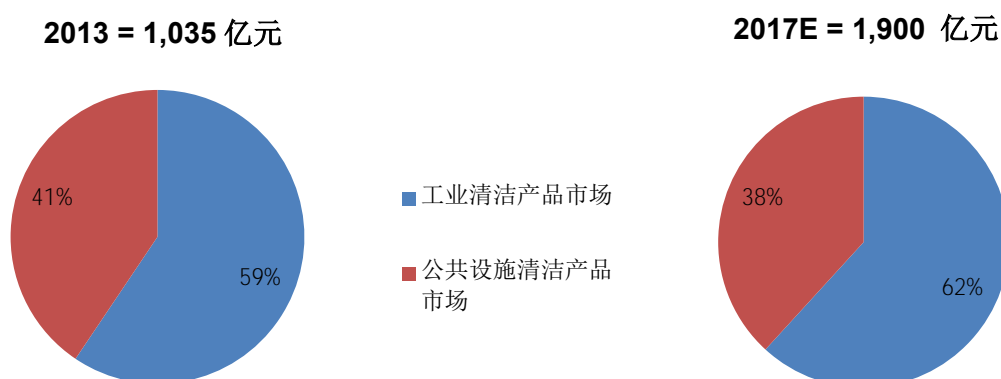 2013 = 1,035 亿元
2017E = 1,900 亿元
41%
59%
工业清洁产品市场
公共设施清洁产品
市场
38%
62%